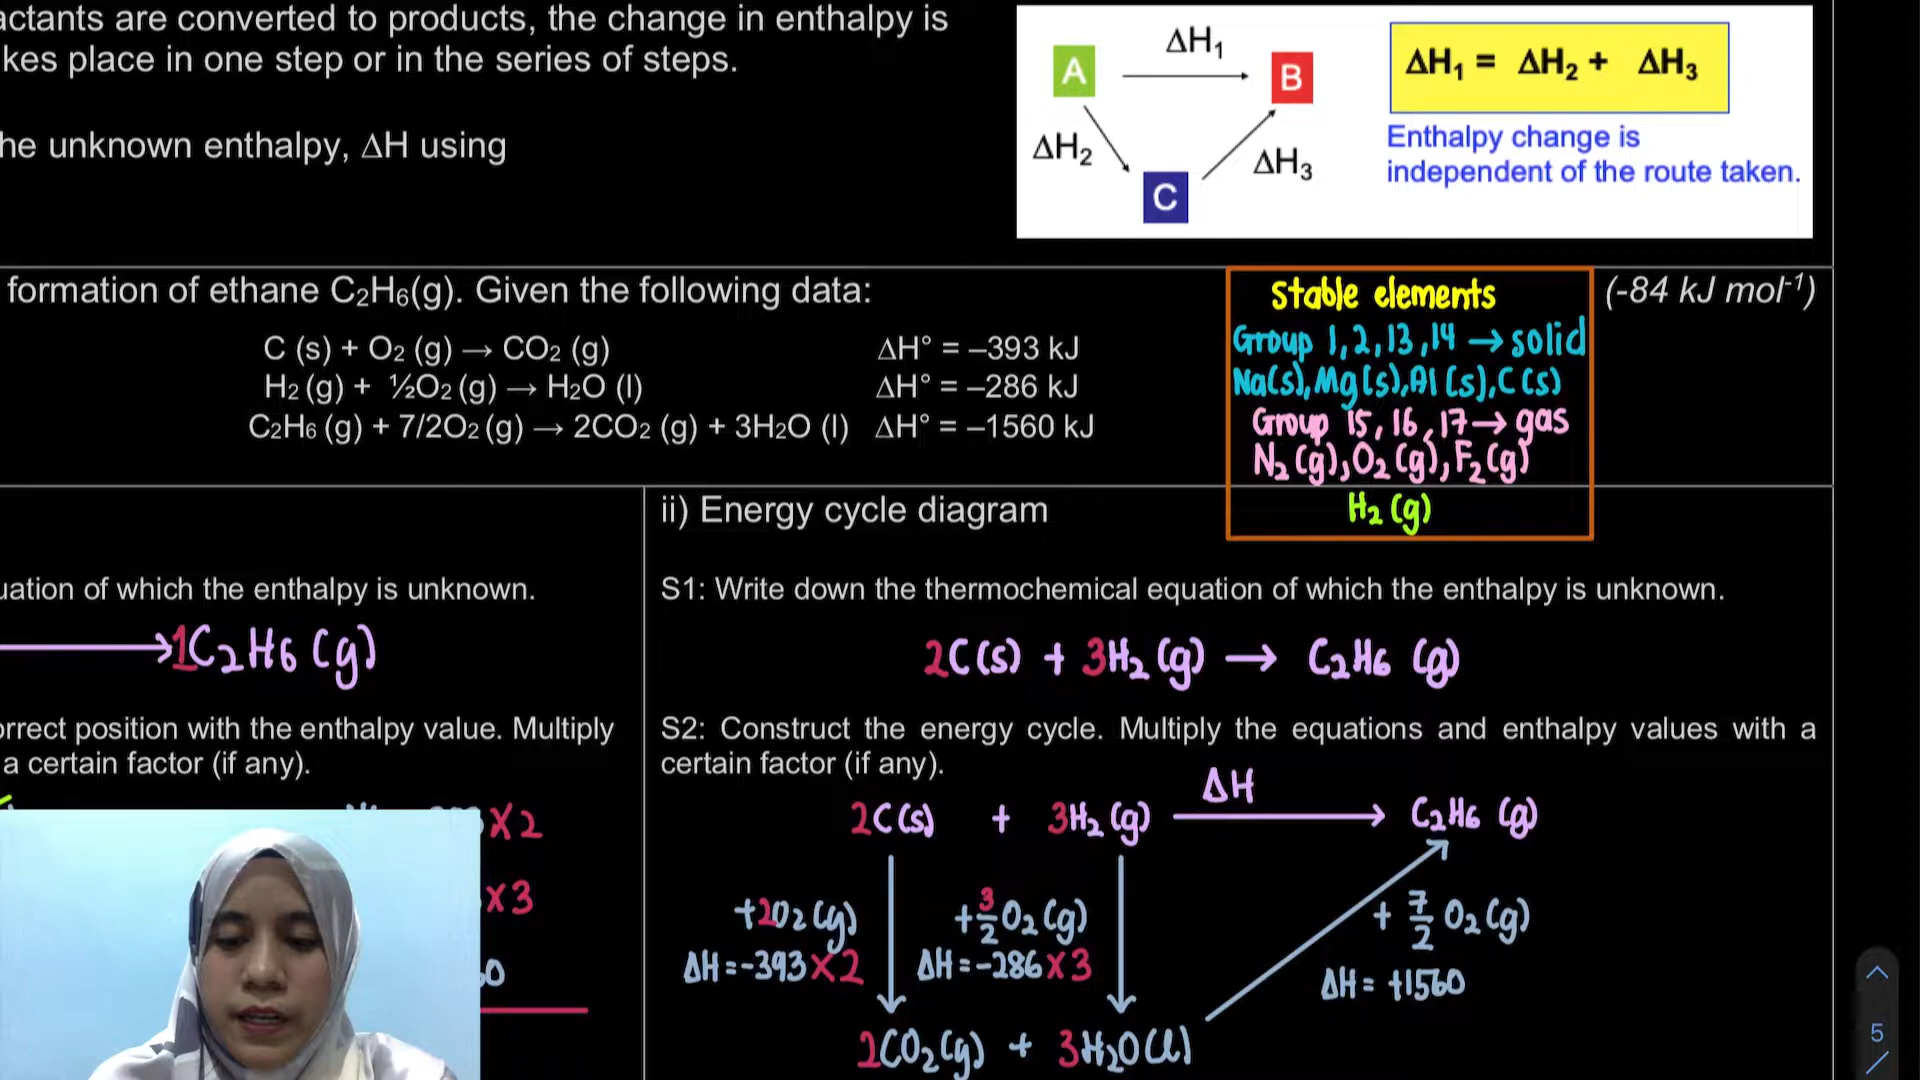 actants are converted to products, the change in enthalpy is
kes place in one step or in the series of steps.
he unknown enthalpy, ΔH using
ΔH₁
A
B
ΔH₂
ΔH₃
C
ΔH₁ = ΔH₂ + ΔH₃
Enthalpy change is
independent of the route taken.
formation of ethane C₂H₆(g). Given the following data:
(-84 kJ mol⁻¹)
C (s) + O₂ (g) → CO₂ (g) ΔH° = –393 kJ
H₂ (g) + ½O₂ (g) → H₂O (l) ΔH° = –286 kJ
C₂H₆ (g) + 7/2O₂ (g) → 2CO₂ (g) + 3H₂O (l) ΔH° = –1560 kJ
Stable elements
Group 1,2,13,14 → solid
Na(s), Mg(s), Al(s), C(s)
Group 15, 16, 17 → gas
N₂(g), O₂(g), F₂(g)
H₂(g)
uation of which the enthalpy is unknown.
→ 1C₂H₆ (g)
orrect position with the enthalpy value. Multiply
a certain factor (if any).
×2
×3
0
ii) Energy cycle diagram
S1: Write down the thermochemical equation of which the enthalpy is unknown.
2C(s) + 3H₂(g) → C₂H₆ (g)
S2: Construct the energy cycle. Multiply the equations and enthalpy values with a
certain factor (if any).
ΔH
2C(s) + 3H₂(g) → C₂H₆ (g)
+2O₂(g) +3/2O₂(g) + 7/2 O₂(g)
ΔH=-393×2 ΔH=-286×3 ΔH= +1560
2CO₂(g) + 3H₂O(l)
5
/